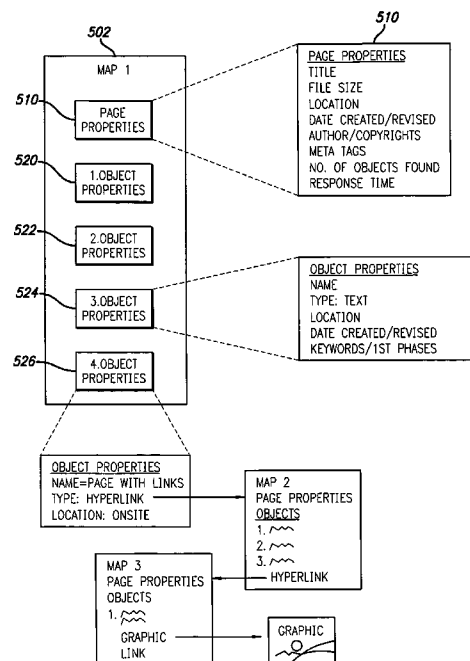 502
MAP 1
510
PAGE
PROPERTIES
520
1.OBJECT
PROPERTIES
522
2.OBJECT
PROPERTIES
524
3.OBJECT
PROPERTIES
526
4.OBJECT
PROPERTIES
510
PAGE PROPERTIES
TITLE
FILE SIZE
LOCATION
DATE CREATED/REVISED
AUTHOR/COPYRIGHTS
META TAGS
NO. OF OBJECTS FOUND
RESPONSE TIME
OBJECT PROPERTIES
NAME
TYPE: TEXT
LOCATION
DATE CREATED/REVISED
KEYWORDS/1ST PHASES
OBJECT PROPERTIES
NAME=PAGE WITH LINKS
TYPE: HYPERLINK
LOCATION: ONSITE
MAP 2
PAGE PROPERTIES
OBJECTS
1.
2.
3.
HYPERLINK
MAP 3
PAGE PROPERTIES
OBJECTS
1.
GRAPHIC
LINK
GRAPHIC